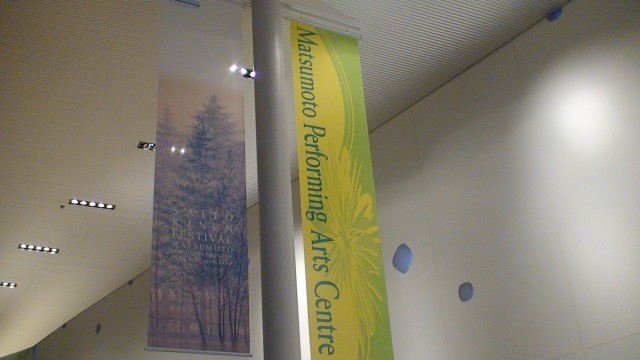 SAITO
KINEN
FESTIVAL
MATSUMOTO
Matsumoto Performing Arts Centre